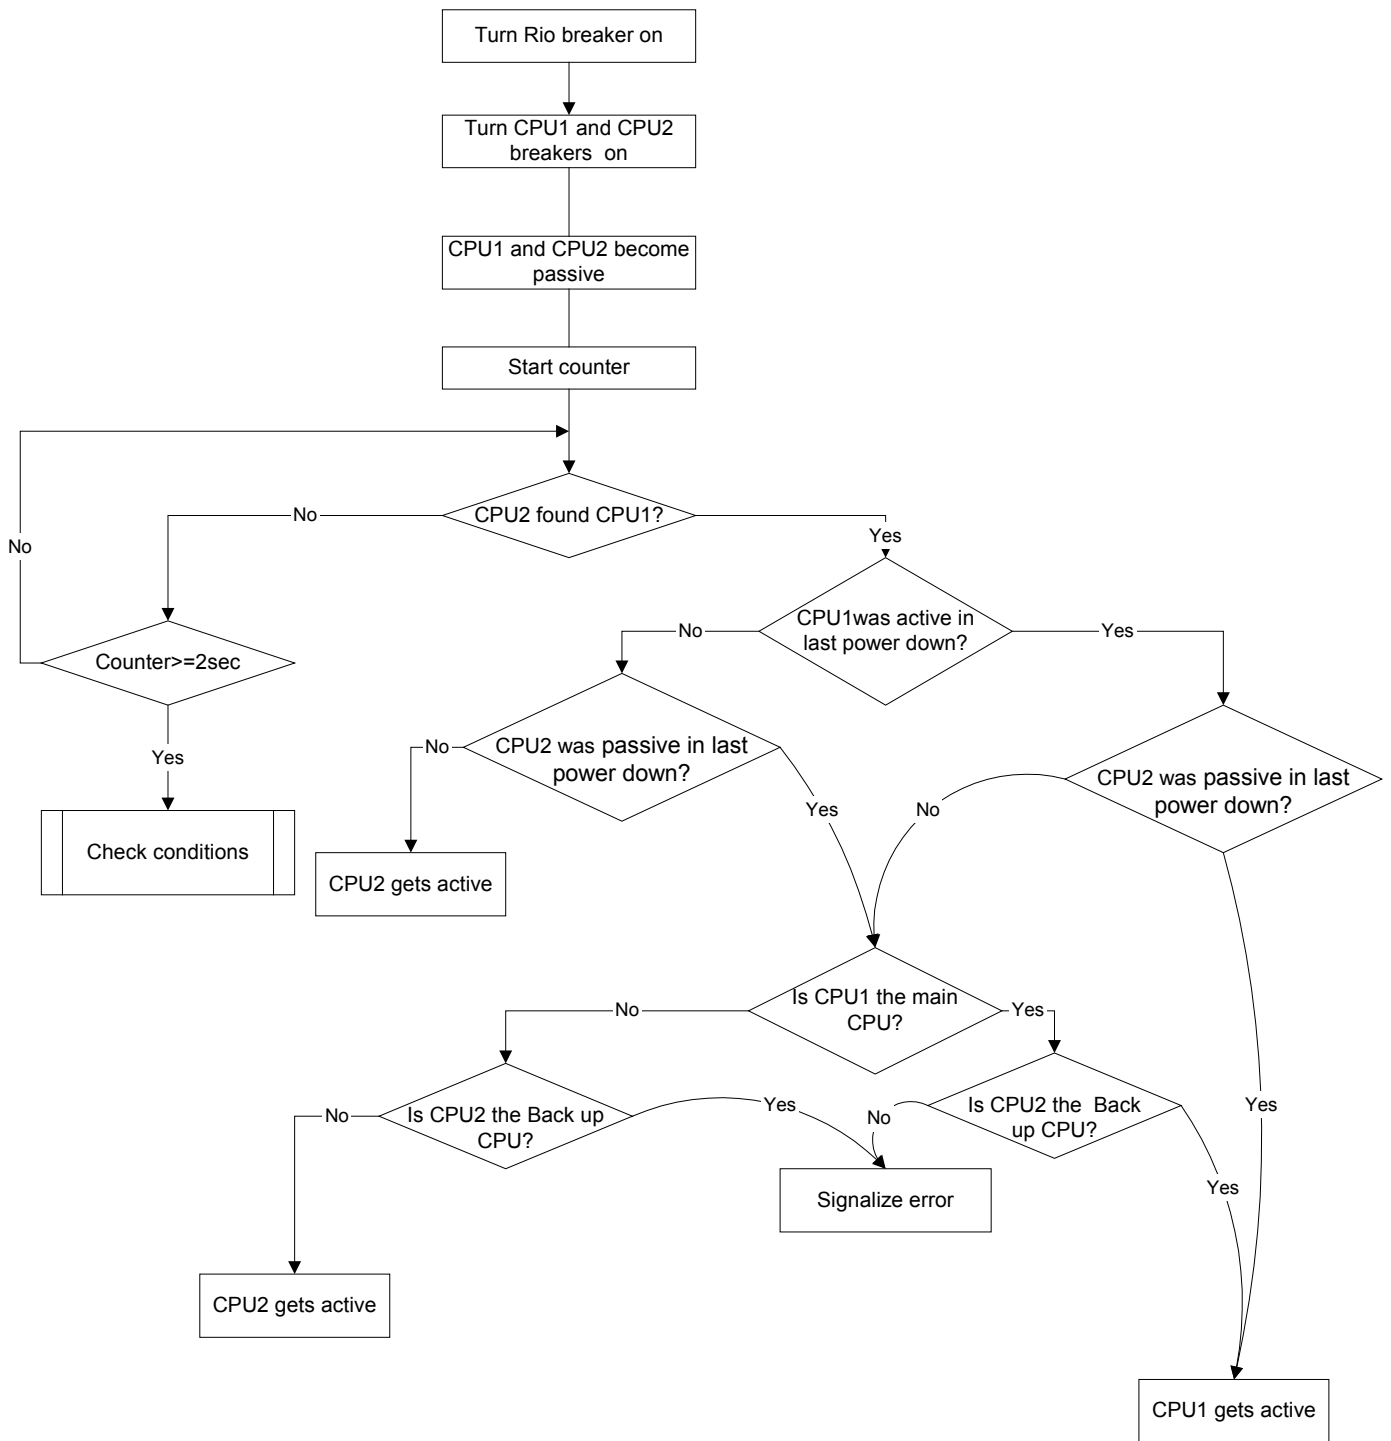 Turn Rio breaker on
Turn CPU1 and CPU2
breakers on
CPU1 and CPU2 become
passive
Start counter
CPU2 found CPU1?
No
Yes
No
CPU1was active in
last power down?
No
Yes
Counter>=2sec
Yes
CPU2 was passive in last
power down?
No
Yes
CPU2 was passive in last
power down?
No
Yes
Check conditions
CPU2 gets active
Is CPU1 the main
CPU?
No
Yes
Is CPU2 the Back up
CPU?
No
Yes
Is CPU2 the Back
up CPU?
No
Yes
Signalize error
CPU2 gets active
CPU1 gets active